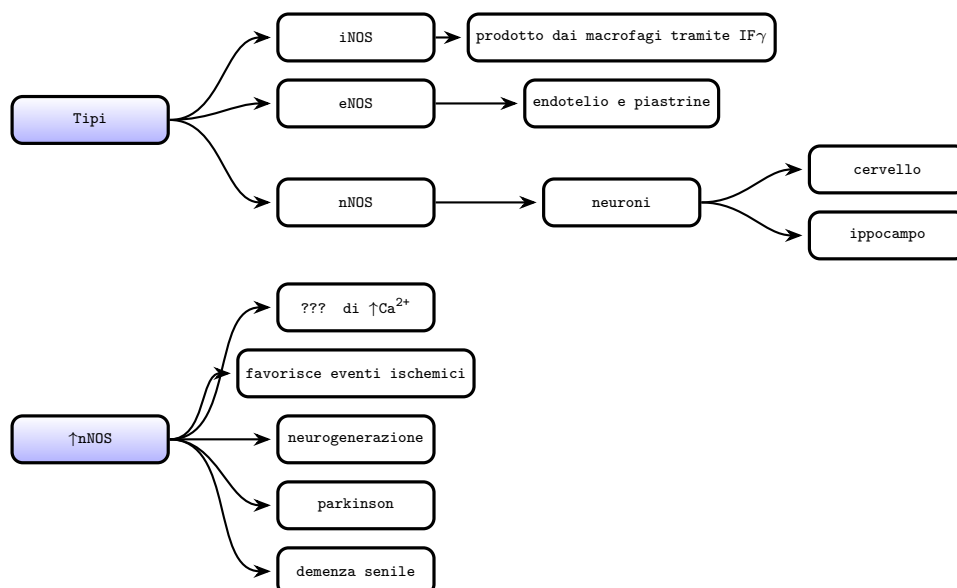 iNOS
prodotto dai macrofagi tramite IFγ
Tipi
eNOS
endotelio e piastrine
nNOS
neuroni
cervello
ippocampo
??? di ↑Ca²⁺
favorisce eventi ischemici
↑nNOS
neurogenerazione
parkinson
demenza senile